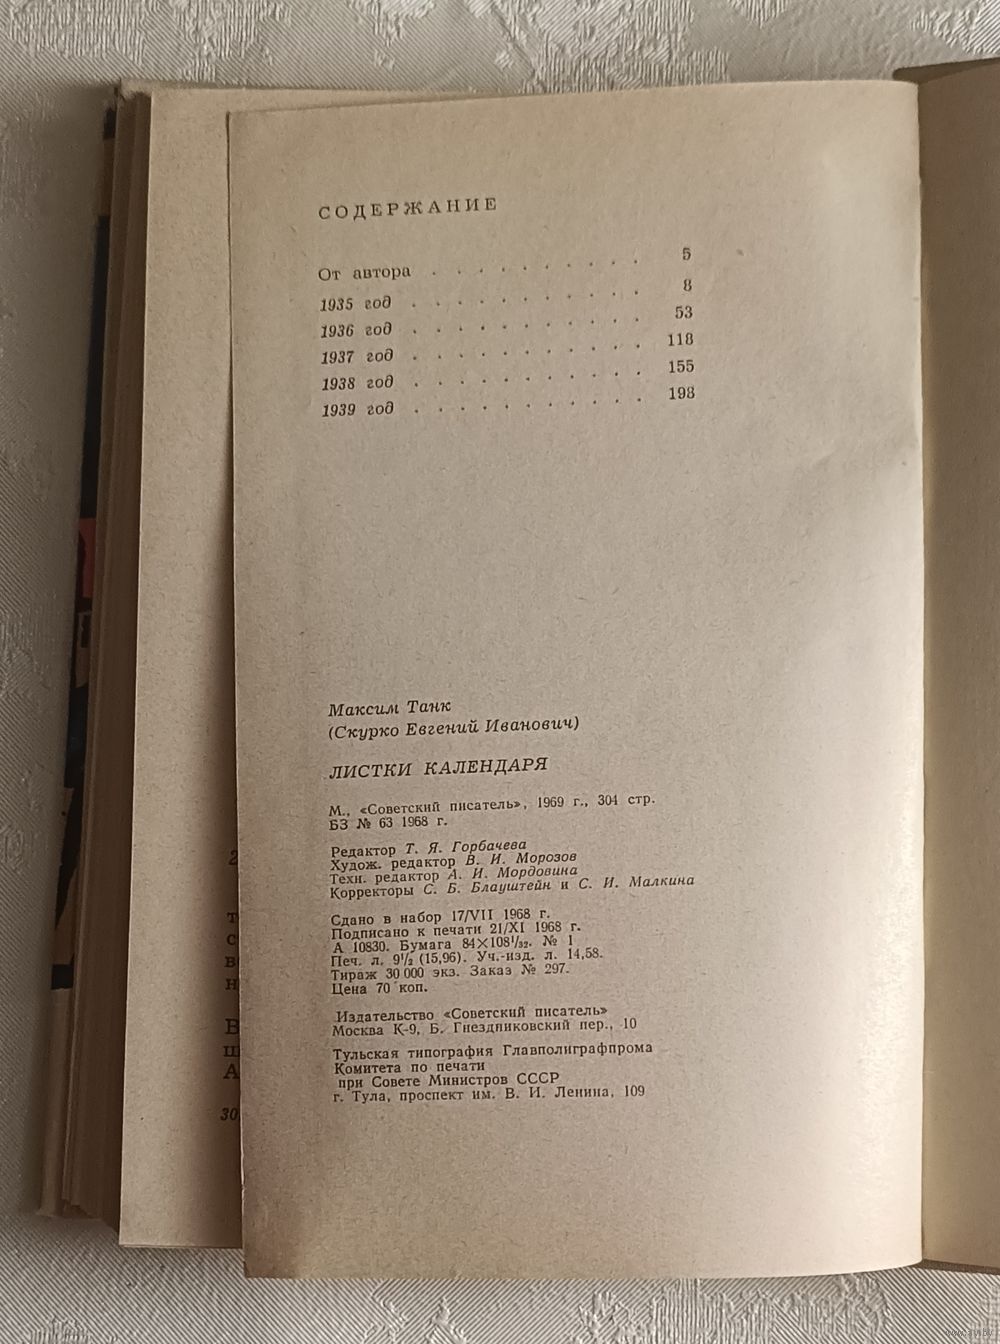 СОДЕРЖАНИЕ
От автора . . . . . . . . . . 5
1935 год . . . . . . . . . . 8
1936 год . . . . . . . . . . 53
1937 год . . . . . . . . . . 118
1938 год . . . . . . . . . . 155
1939 год . . . . . . . . . . 198
Максим Танк
(Скурко Евгений Иванович)
ЛИСТКИ КАЛЕНДАРЯ
М., «Советский писатель», 1969 г., 304 стр.
БЗ № 63 1968 г.
Редактор Т. Я. Горбачева
Худож. редактор В. И. Морозов
Техн. редактор А. И. Мордовина
Корректоры С. Б. Блауштейн и С. И. Малкина
Сдано в набор 17/VII 1968 г.
Подписано к печати 21/XI 1968 г.
А 10830. Бумага 84×108¹/₃₂. № 1
Печ. л. 9¹/₂ (15,96). Уч.-изд. л. 14,58.
Тираж 30 000 экз. Заказ № 297.
Цена 70 коп.
Издательство «Советский писатель»
Москва К-9, Б. Гнездниковский пер., 10
Тульская типография Главполиграфпрома
Комитета по печати
при Совете Министров СССР
г. Тула, проспект им. В. И. Ленина, 109
30